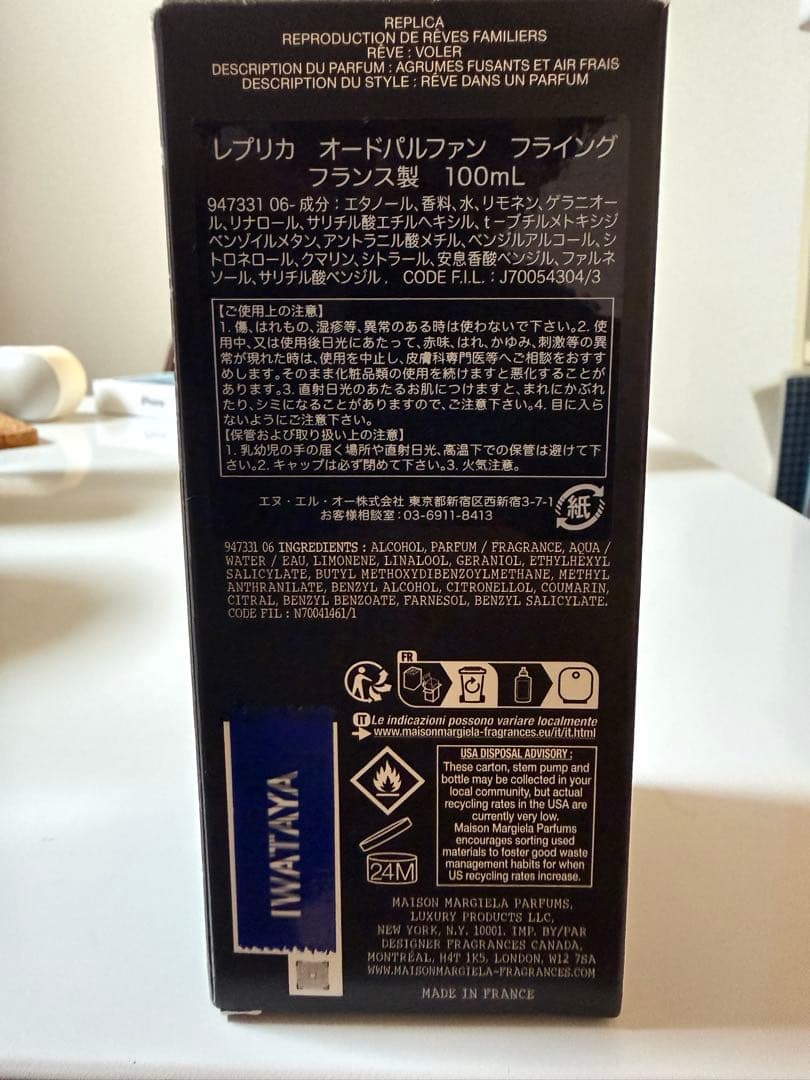 REPLICA
REPRODUCTION DE RÊVES FAMILIERS
RÊVE : VOLER
DESCRIPTION DU PARFUM : AGRUMES FUSANTS ET AIR FRAIS
DESCRIPTION DU STYLE : RÊVE DANS UN PARFUM
レプリカ オードパルファン フライング
フランス製 100mL
947331 06- 成分 : エタノール、香料、水、リモネン、ゲラニオー
ル、リナロール、サリチル酸エチルヘキシル、t－ブチルメトキシジ
ベンゾイルメタン、アントラニル酸メチル、ベンジルアルコール、シ
トロネロール、クマリン、シトラール、安息香酸ベンジル、ファルネ
ソール、サリチル酸ベンジル . CODE F.I.L. : J70054304/3
【ご使用上の注意】
1. 傷、はれもの、湿疹等、異常のある時は使わないで下さい。2. 使
用中、又は使用後日光にあたって、赤味、はれ、かゆみ、刺激等の異
常が現れた時は、使用を中止し、皮膚科専門医等へご相談をおすす
めします。そのまま化粧品類の使用を続けますと悪化することが
あります。3. 直射日光のあたるお肌につけますと、まれにかぶれ
たり、シミになることがありますので、ご注意下さい。4. 目に入ら
ないようにご注意下さい。
【保管および取り扱い上の注意】
1. 乳幼児の手の届く場所や直射日光、高温下での保管は避けて下
さい。2. キャップは必ず閉めて下さい。3. 火気注意。
エヌ・エル・オー株式会社 東京都新宿区西新宿3-7-1
お客様相談室 : 03-6911-8413
紙
947331 06 INGREDIENTS : ALCOHOL, PARFUM / FRAGRANCE, AQUA /
WATER / EAU, LIMONENE, LINALOOL, GERANIOL, ETHYLHEXYL
SALICYLATE, BUTYL METHOXYDIBENZOYLMETHANE, METHYL
ANTHRANILATE, BENZYL ALCOHOL, CITRONELLOL, COUMARIN,
CITRAL, BENZYL BENZOATE, FARNESOL, BENZYL SALICYLATE.
CODE FIL : N70041461/1
FR
IT Le indicazioni possono variare localmente
www.maisonmargiela-fragrances.eu/it/it.html
USA DISPOSAL ADVISORY :
These carton, stem pump and
bottle may be collected in your
local community, but actual
recycling rates in the USA are
currently very low.
Maison Margiela Parfums
encourages sorting used
materials to foster good waste
management habits for when
US recycling rates increase.
24M
IWATAYA
MAISON MARGIELA PARFUMS,
LUXURY PRODUCTS LLC,
NEW YORK, N.Y. 10001. IMP. BY/PAR
DESIGNER FRAGRANCES CANADA,
MONTRÉAL, H4T 1K5, LONDON, W12 7SA
WWW.MAISONMARGIELA-FRAGRANCES.COM
MADE IN FRANCE